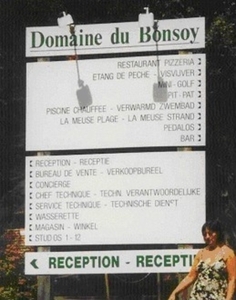 Domaine du Bonsoy
RESTAURANT PIZZERIA
ETANG DE PECHE - VISVIJVER
MINI-GOLF
PIT-PAT
PISCINE CHAUFFEE - VERWARMD ZWEMBAD
LA MEUSE PLAGE - LA MEUSE STRAND
PEDALOS
BAR
RECEPTION - RECEPTIE
BUREAU DE VENTE - VERKOOPBUREEL
CONCIERGE
CHEF TECHNIQUE - TECHN. VERANTWOORDELIJKE
SERVICE TECHNIQUE - TECHNISCHE DIENST
WASSERETTE
MAGASIN - WINKEL
STUDIOS 1-12
RECEPTION - RECEPTI